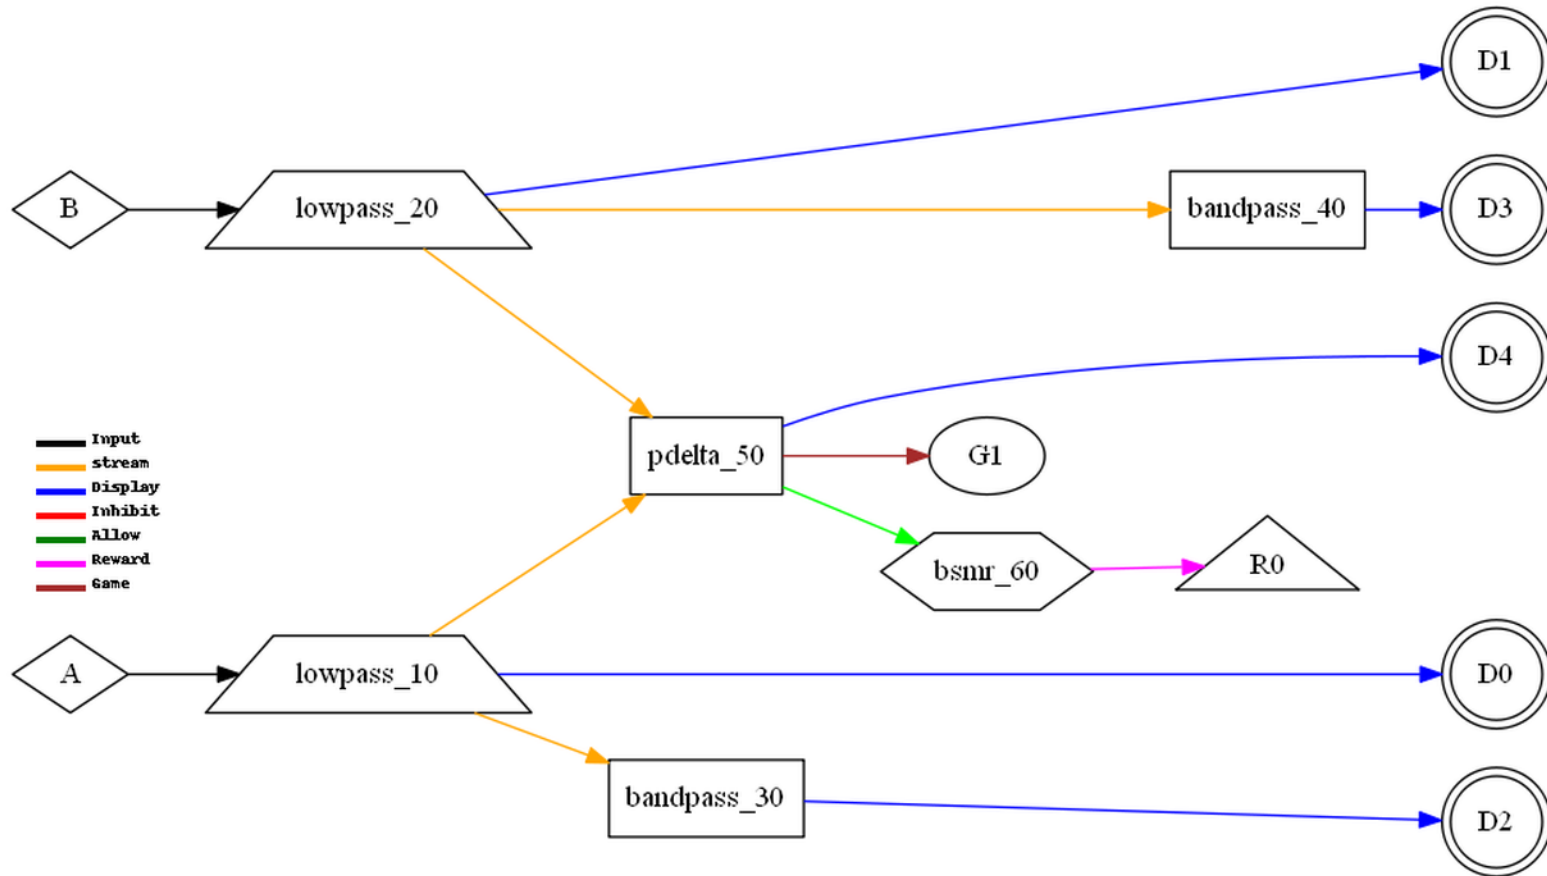 D1
B
lowpass_20
bandpass_40
D3
D4
pdelta_50
G1
Input
stream
Display
Inhibit
Allow
Reward
Game
bsmr_60
R0
A
lowpass_10
D0
bandpass_30
D2